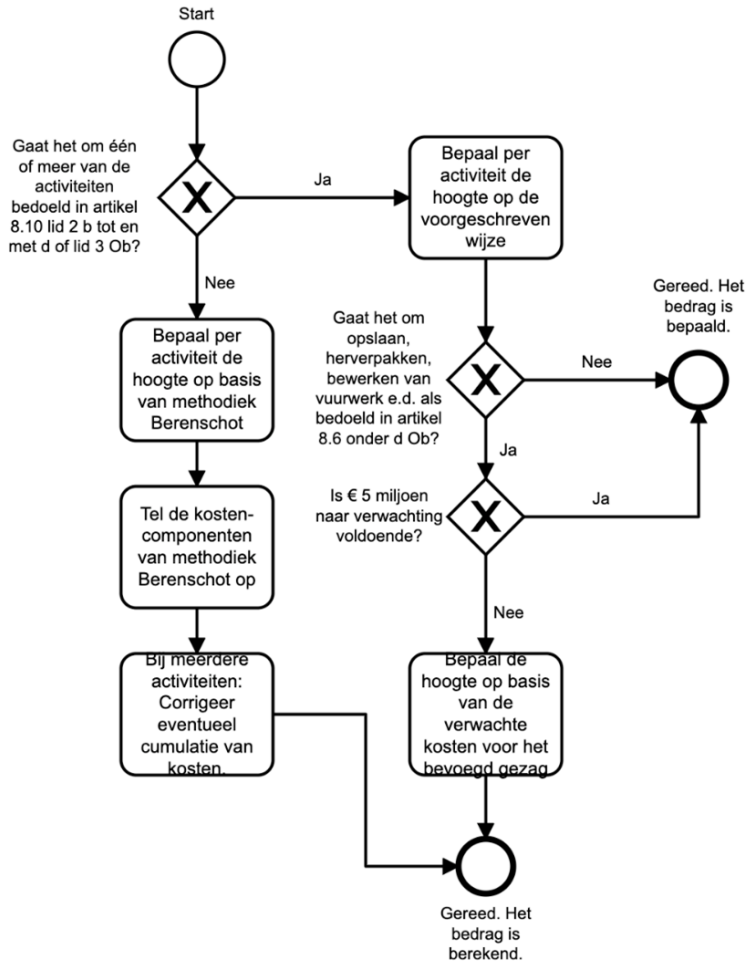 Start
Gaat het om één
of meer van de
activiteiten
bedoeld in artikel
8.10 lid 2 b tot en
met d of lid 3 Ob?
Ja
Bepaal per
activiteit de
hoogte op de
voorgeschreven
wijze
Nee
Bepaal per
activiteit de
hoogte op basis
van methodiek
Berenschot
Gaat het om
opslaan,
herverpakken,
bewerken van
vuurwerk e.d. als
bedoeld in artikel
8.6 onder d Ob?
Nee
Gereed. Het
bedrag is
bepaald.
Ja
Is € 5 miljoen
naar verwachting
voldoende?
Ja
Tel de kosten-
componenten
van methodiek
Berenschot op
Nee
Bij meerdere
activiteiten:
Corrigeer
eventueel
cumulatie van
kosten.
Bepaal de
hoogte op basis
van de
verwachte
kosten voor het
bevoegd gezag
Gereed. Het
bedrag is
berekend.